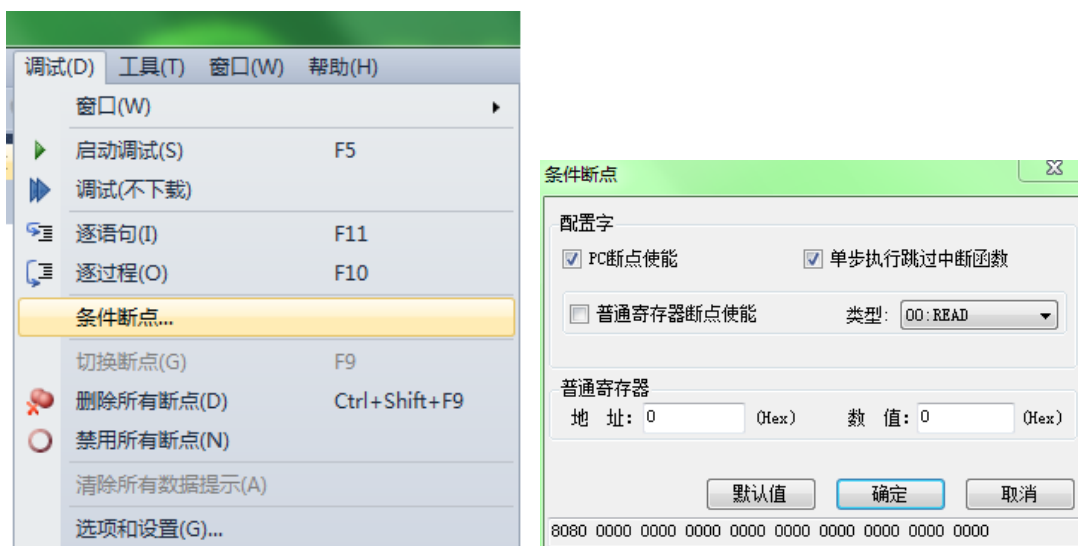 调试(D) 工具(T) 窗口(W) 帮助(H)
窗口(W)
启动调试(S) F5
调试(不下载)
逐语句(I) F11
逐过程(O) F10
条件断点...
切换断点(G) F9
删除所有断点(D) Ctrl+Shift+F9
禁用所有断点(N)
清除所有数据提示(A)
选项和设置(G)...
条件断点
配置字
PC断点使能 单步执行跳过中断函数
普通寄存器断点使能 类型: 00:READ
普通寄存器
地 址: 0 (Hex) 数 值: 0 (Hex)
默认值 确定 取消
8080 0000 0000 0000 0000 0000 0000 0000 0000 0000